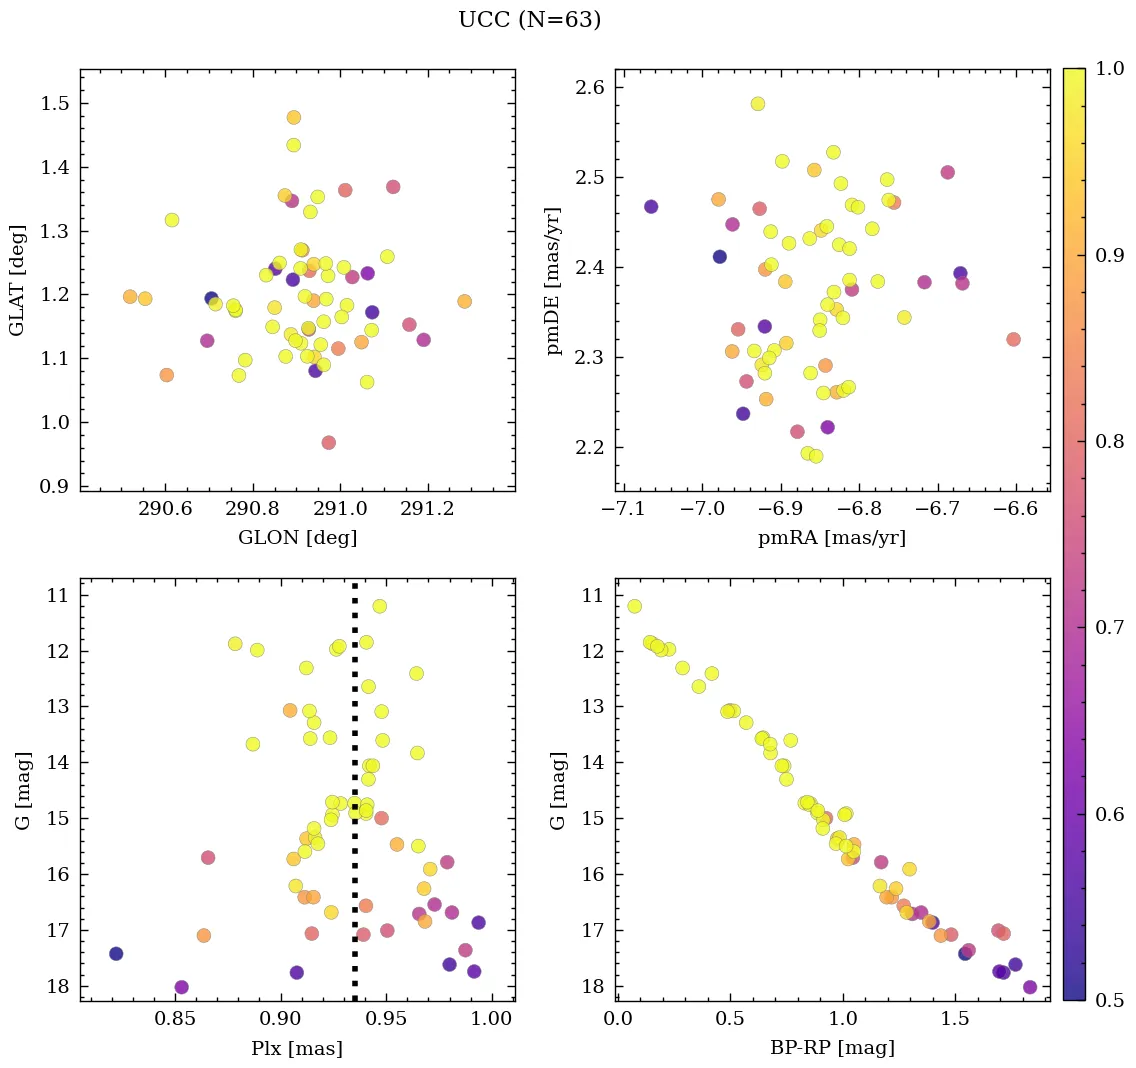 UCC (N=63)
1.5
1.4
1.3
1.2
1.1
1.0
0.9
GLAT [deg]
290.6 290.8 291.0 291.2
GLON [deg]
2.6
2.5
2.4
2.3
2.2
pmDE [mas/yr]
−7.1 −7.0 −6.9 −6.8 −6.7 −6.6
pmRA [mas/yr]
11
12
13
14
15
16
17
18
G [mag]
0.85 0.90 0.95 1.00
Plx [mas]
11
12
13
14
15
16
17
18
G [mag]
0.0 0.5 1.0 1.5
BP-RP [mag]
1.0
0.9
0.8
0.7
0.6
0.5